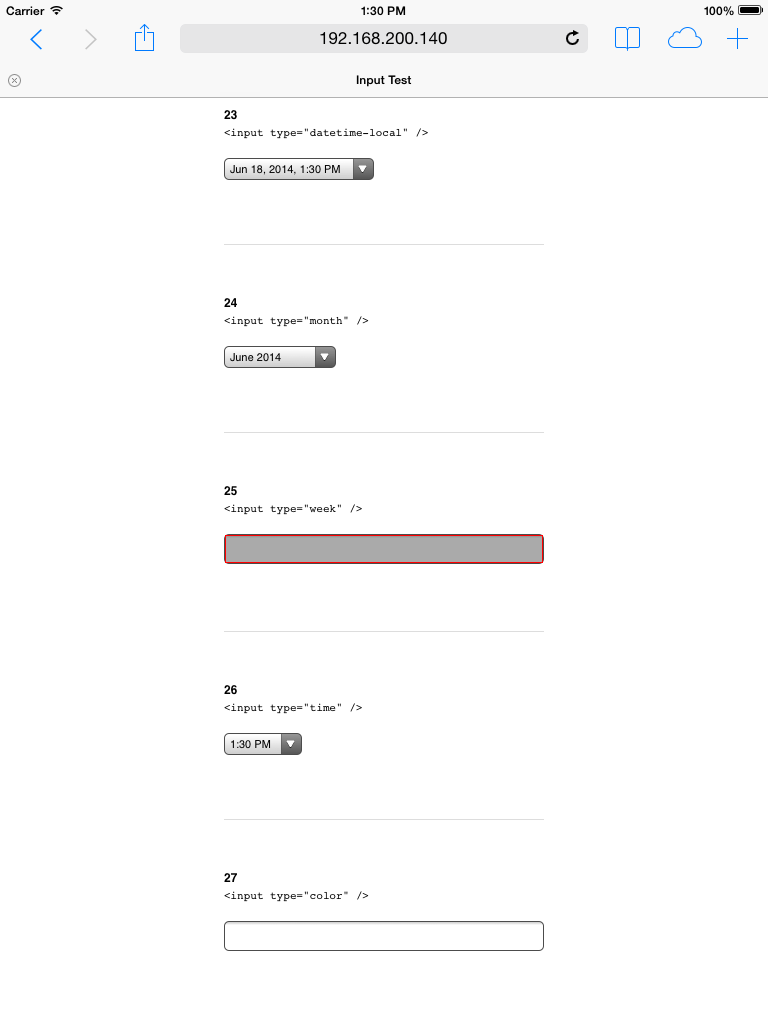 Carrier 1:30 PM 100%
192.168.200.140
Input Test
23
<input type="datetime-local" />
Jun 18, 2014, 1:30 PM
24
<input type="month" />
June 2014
25
<input type="week" />
26
<input type="time" />
1:30 PM
27
<input type="color" />